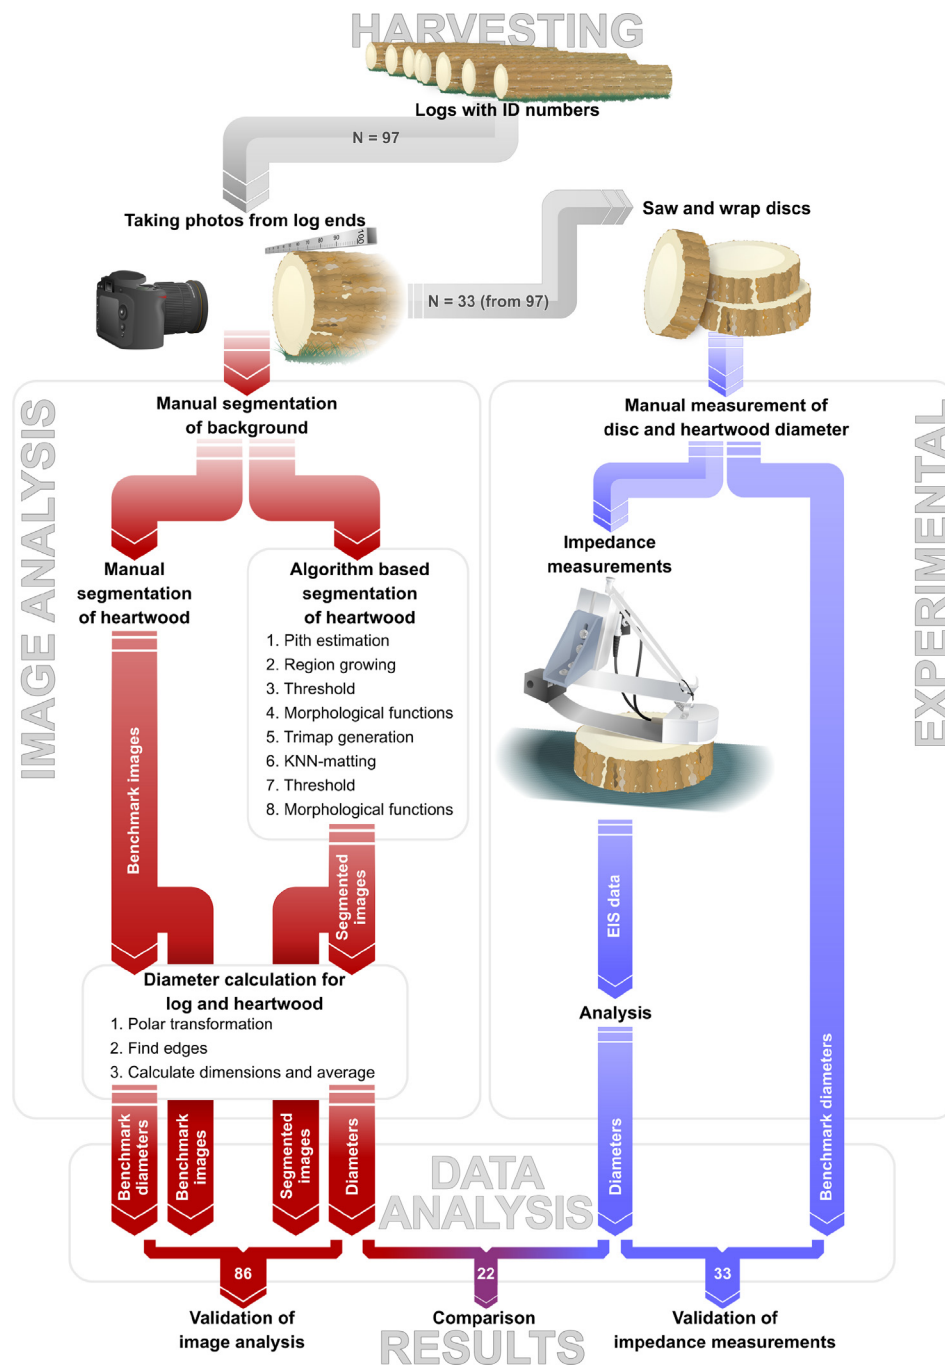 HARVESTING
Logs with ID numbers
N = 97
Taking photos from log ends
Saw and wrap discs
N = 33 (from 97)
IMAGE ANALYSIS
Manual segmentation
of background
Manual
segmentation
of heartwood
Algorithm based
segmentation
of heartwood
1. Pith estimation
2. Region growing
3. Threshold
4. Morphological functions
5. Trimap generation
6. KNN-matting
7. Threshold
8. Morphological functions
Benchmark images
Segmented
images
Diameter calculation for
log and heartwood
1. Polar transformation
2. Find edges
3. Calculate dimensions and average
EXPERIMENTAL
Manual measurement of
disc and heartwood diameter
Impedance
measurements
EIS data
Analysis
Benchmark
diameters
Benchmark
images
Segmented
images
Diameters
Diameters
Benchmark diameters
DATA
ANALYSIS
86
22
33
Validation of
image analysis
Comparison
Validation of
impedance measurements
RESULTS